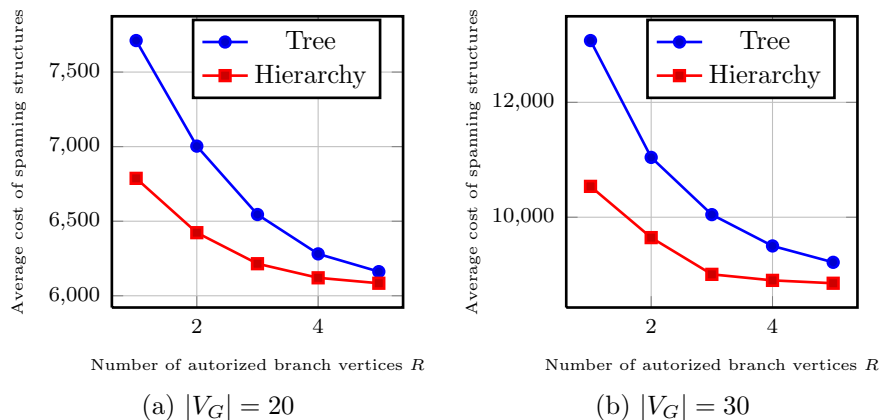 Average cost of spanning structures
7,500
7,000
6,500
6,000
2
4
Tree
Hierarchy
Number of autorized branch vertices R
(a) |V_G| = 20
Average cost of spanning structures
12,000
10,000
2
4
Tree
Hierarchy
Number of autorized branch vertices R
(b) |V_G| = 30